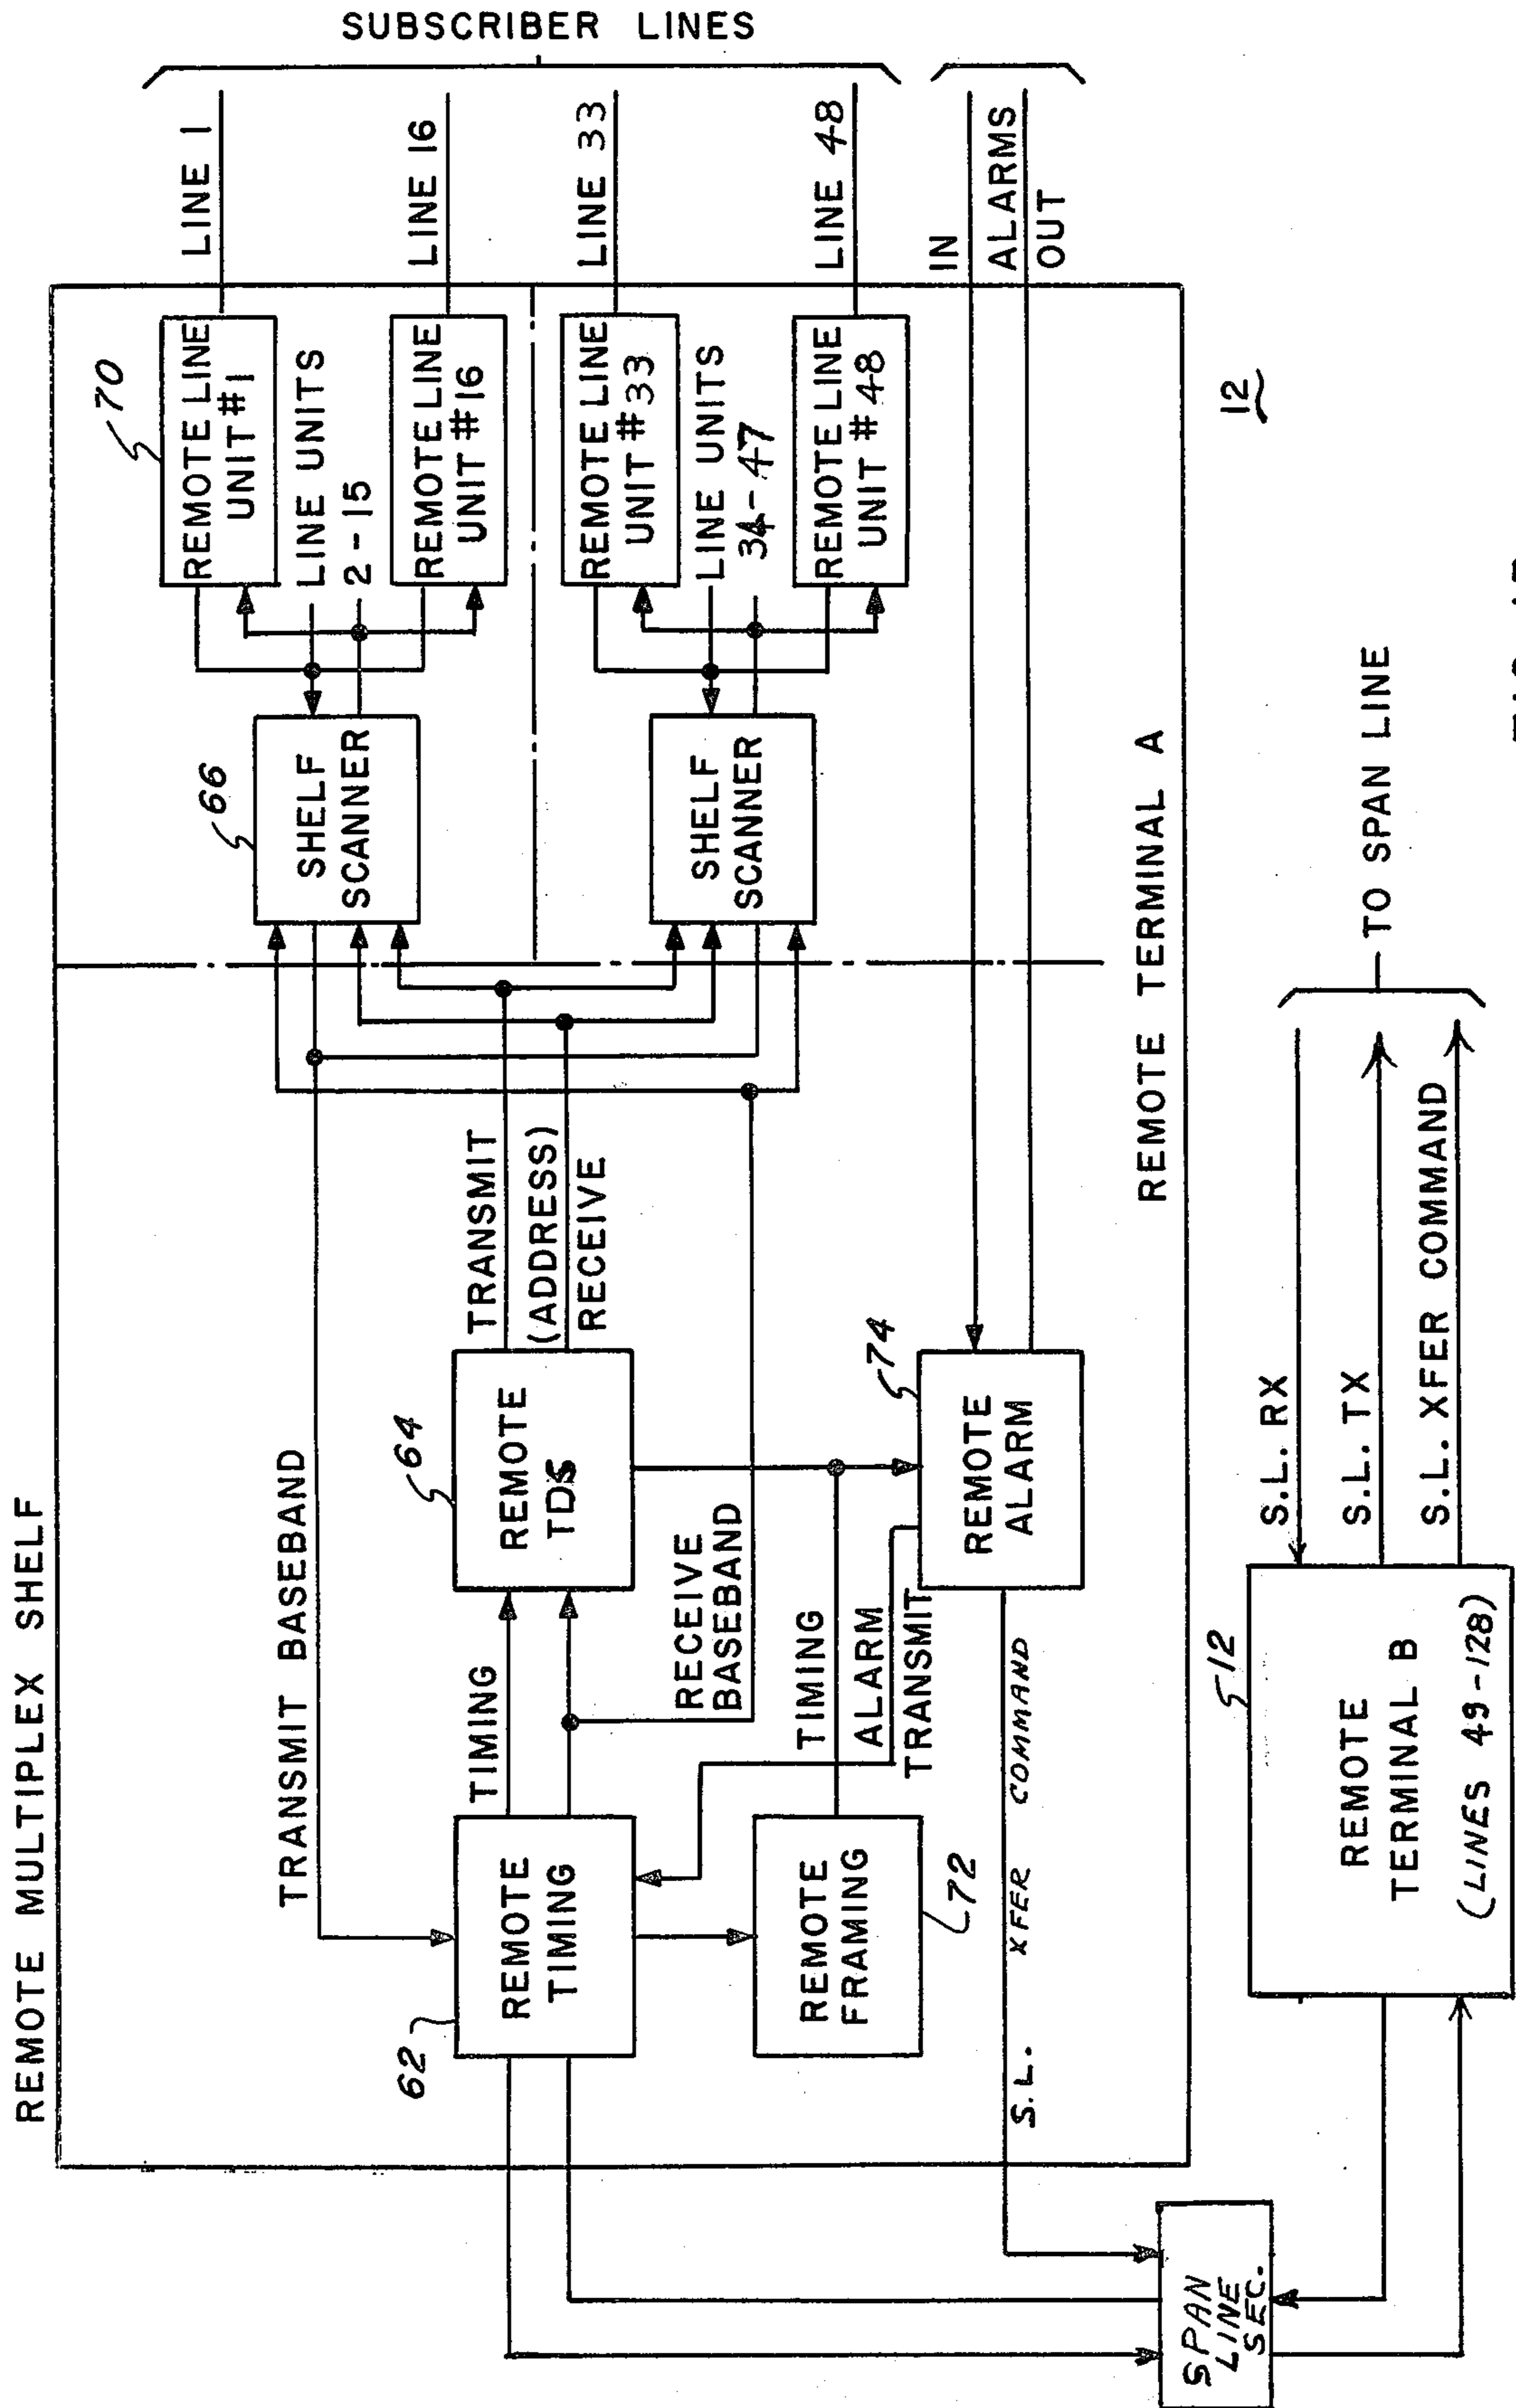 REMOTE MULTIPLEX SHELF
SUBSCRIBER LINES
LINE 1
LINE 16
LINE 33
LINE 48
IN
ALARMS
OUT
70
REMOTE LINE
UNIT #1
LINE UNITS
2-15
REMOTE LINE
UNIT #16
REMOTE LINE
UNIT #33
LINE UNITS
34-47
REMOTE LINE
UNIT #48
66
SHELF
SCANNER
SHELF
SCANNER
TRANSMIT BASEBAND
TRANSMIT
(ADDRESS)
RECEIVE
64
REMOTE
TDS
TIMING
RECEIVE
BASEBAND
TIMING
ALARM
TRANSMIT
74
REMOTE
ALARM
62
REMOTE
TIMING
REMOTE
FRAMING
72
S.L. XFER COMMAND
REMOTE TERMINAL A
12
SPAN
LINE
SEC.
12
REMOTE
TERMINAL B
(LINES 49-128)
S.L. RX
S.L. TX
S.L. XFER COMMAND
TO SPAN LINE